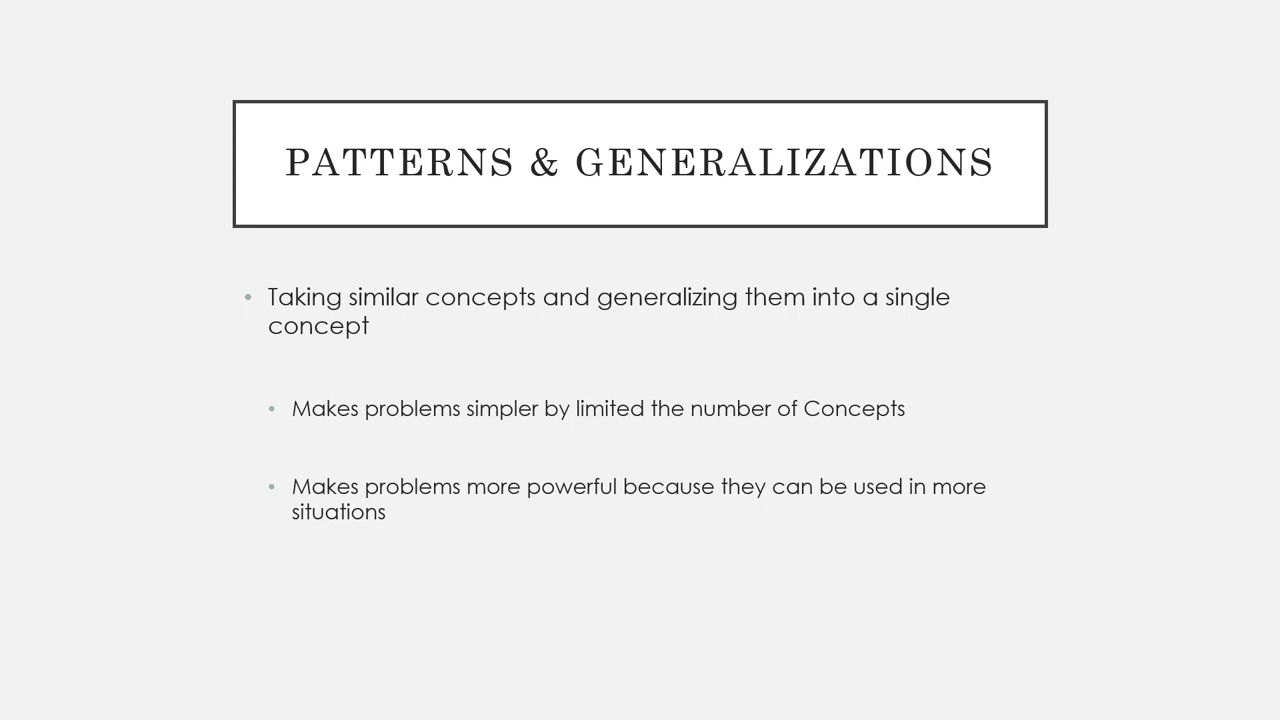 PATTERNS & GENERALIZATIONS
• Taking similar concepts and generalizing them into a single
concept
• Makes problems simpler by limited the number of Concepts
• Makes problems more powerful because they can be used in more
situations